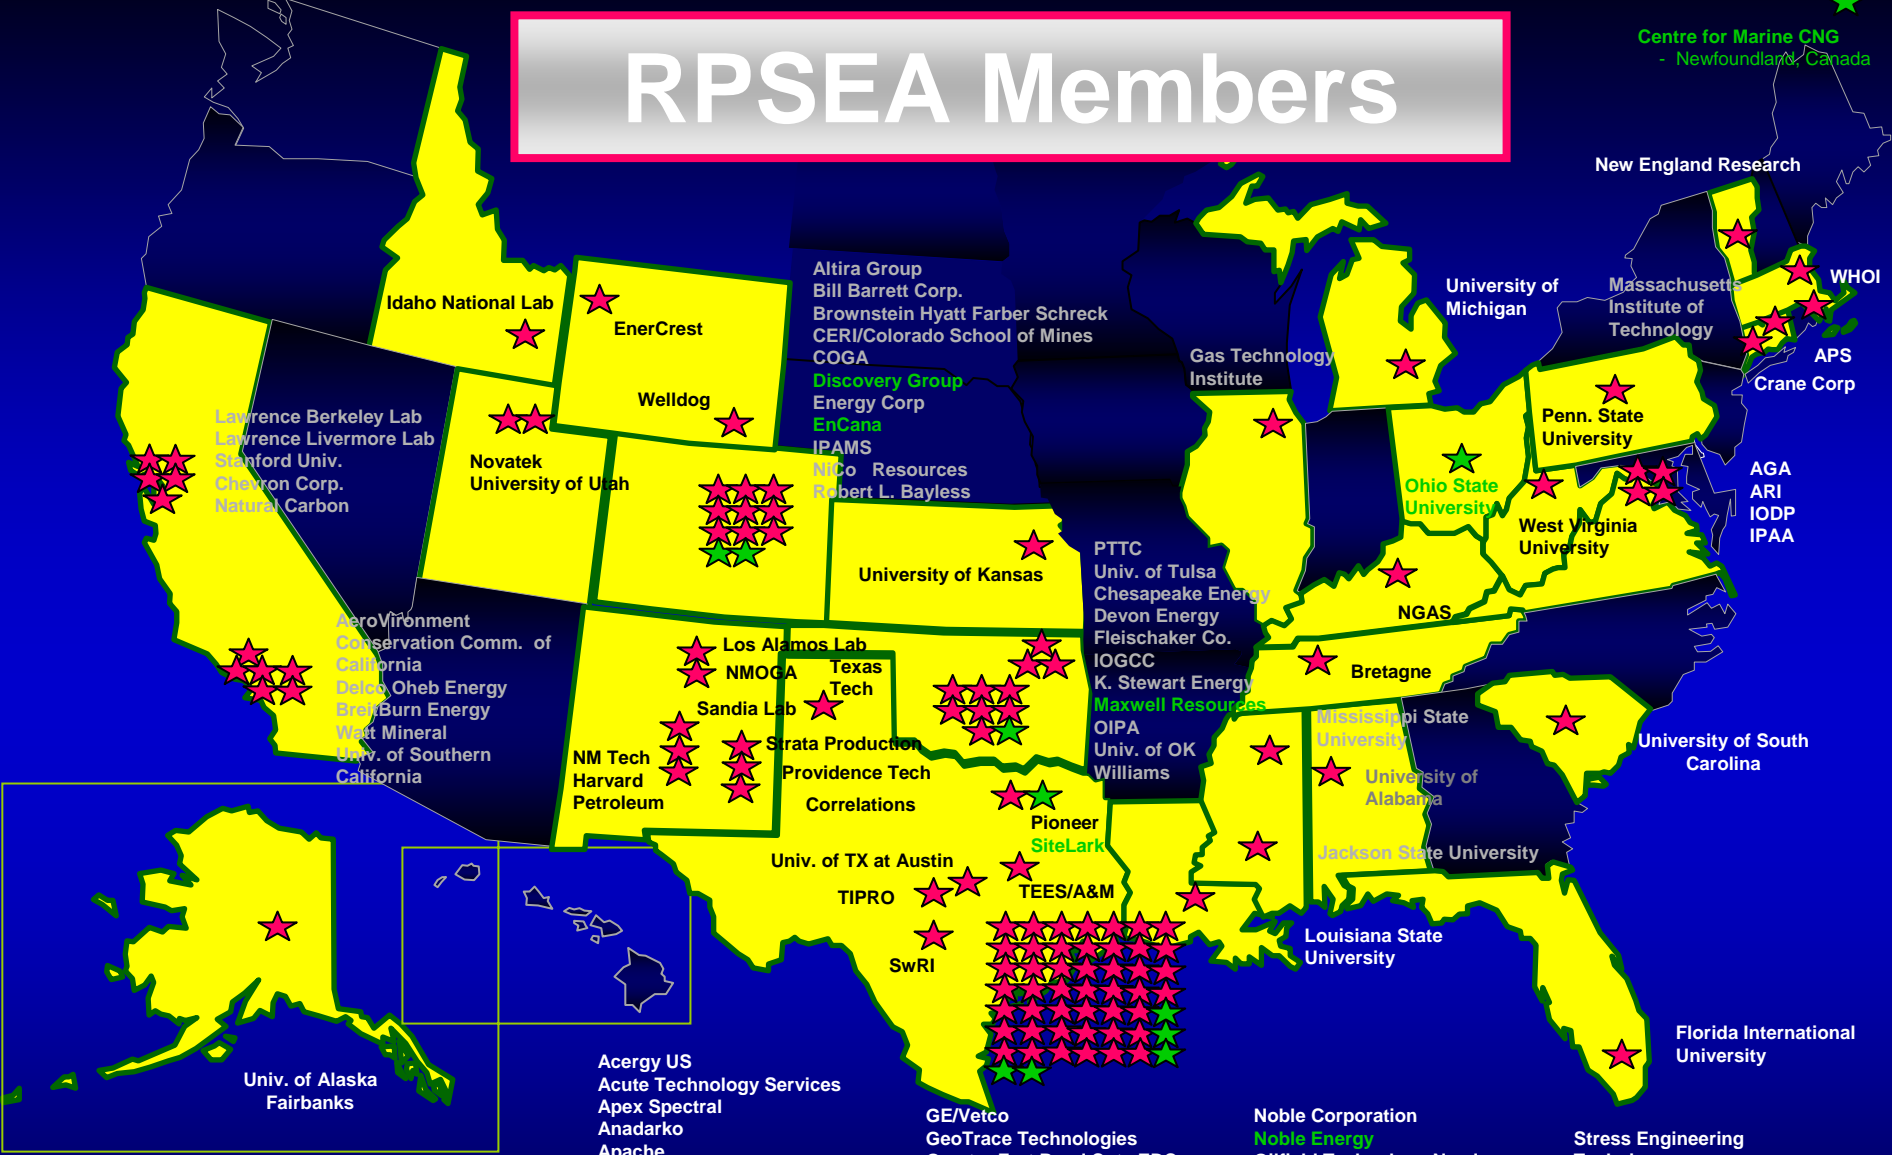 RPSEA Members
Centre for Marine CNG
- Newfoundland, Canada
New England Research
WHOI
Massachusetts
Institute of
Technology
APS
Crane Corp
University of
Michigan
Gas Technology
Institute
Penn. State
University
Ohio State
University
West Virginia
University
AGA
ARI
IODP
IPAA
Idaho National Lab
EnerCrest
Welldog
Altira Group
Bill Barrett Corp.
Brownstein Hyatt Farber Schreck
CERI/Colorado School of Mines
COGA
Discovery Group
Energy Corp
EnCana
IPAMS
NiCo Resources
Robert L. Bayless
Lawrence Berkeley Lab
Lawrence Livermore Lab
Stanford Univ.
Chevron Corp.
Natural Carbon
Novatek
University of Utah
University of Kansas
PTTC
Univ. of Tulsa
Chesapeake Energy
Devon Energy
Fleischaker Co.
IOGCC
K. Stewart Energy
Maxwell Resources
OIPA
Univ. of OK
Williams
NGAS
Bretagne
AeroVironment
Conservation Comm. of
California
Delco Oheb Energy
BreitBurn Energy
Watt Mineral
Univ. of Southern
California
Los Alamos Lab
NMOGA
Sandia Lab
Texas
Tech
NM Tech
Harvard
Petroleum
Strata Production
Providence Tech
Correlations
Pioneer
SiteLark
Mississippi State
University
University of
Alabama
Jackson State University
University of South
Carolina
Univ. of TX at Austin
TIPRO
TEES/A&M
SwRI
Louisiana State
University
Florida International
University
Univ. of Alaska
Fairbanks
Acergy US
Acute Technology Services
Apex Spectral
Anadarko
Apache
GE/Vetco
GeoTrace Technologies
Noble Corporation
Noble Energy
Stress Engineering